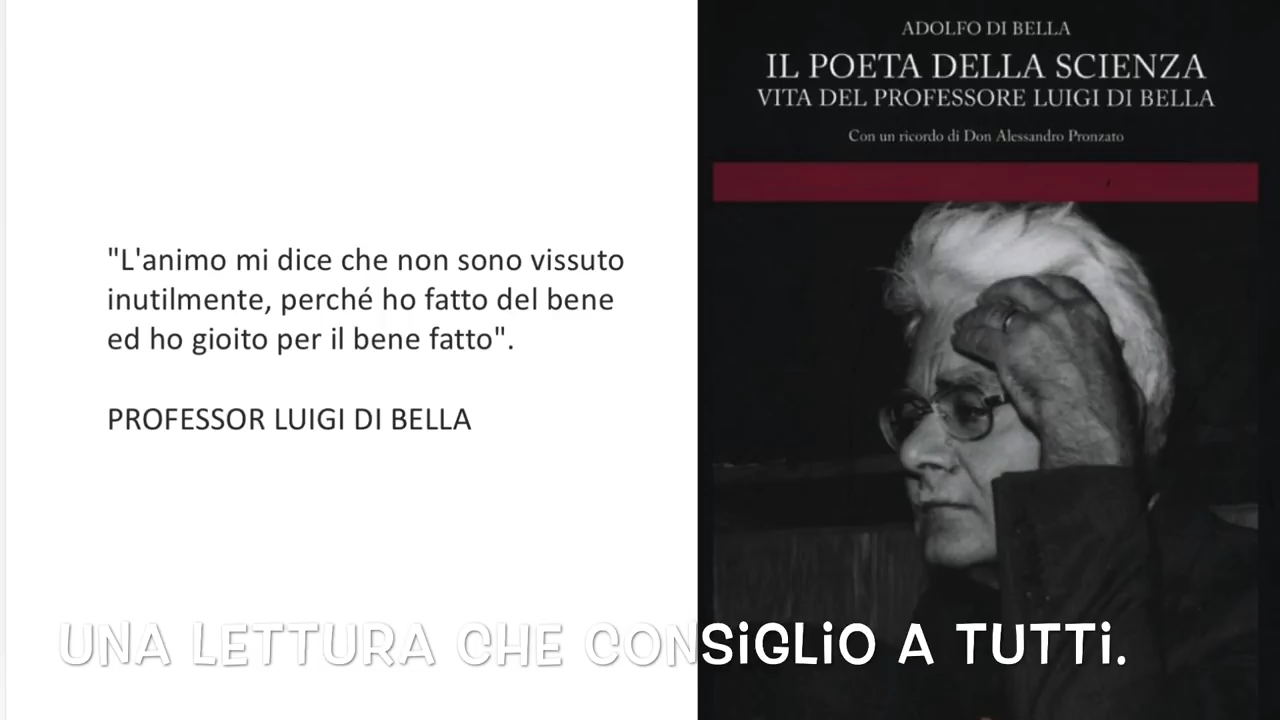 "L'animo mi dice che non sono vissuto
inutilmente, perché ho fatto del bene
ed ho gioito per il bene fatto".
PROFESSOR LUIGI DI BELLA
ADOLFO DI BELLA
IL POETA DELLA SCIENZA
VITA DEL PROFESSORE LUIGI DI BELLA
Con un ricordo di Don Alessandro Pronzato
UNA LETTURA CHE CONSiGLiO A TUTTi.